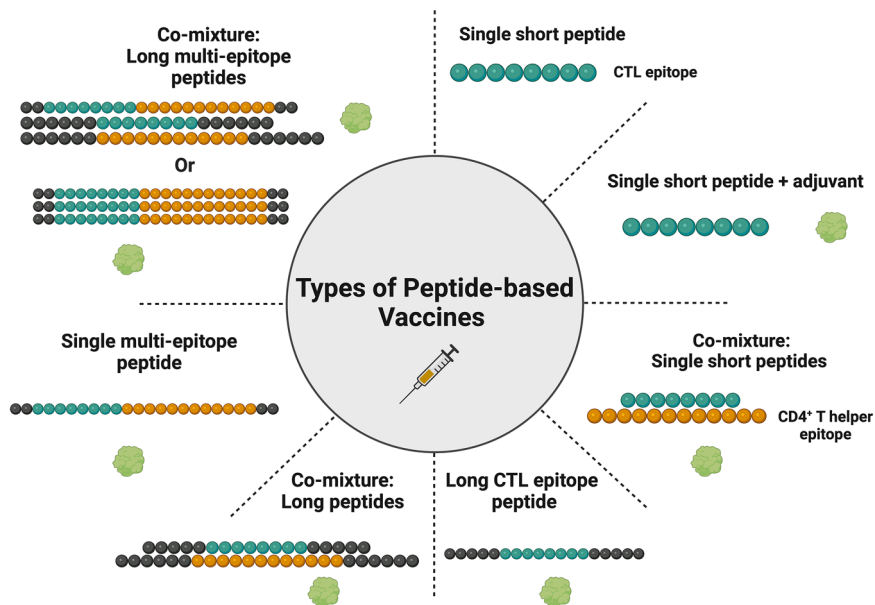 Co-mixture:
Long multi-epitope
peptides
Or
Single short peptide
CTL epitope
Single short peptide + adjuvant
Types of Peptide-based
Vaccines
Single multi-epitope
peptide
Co-mixture:
Single short peptides
CD4⁺ T helper
epitope
Co-mixture:
Long peptides
Long CTL epitope
peptide